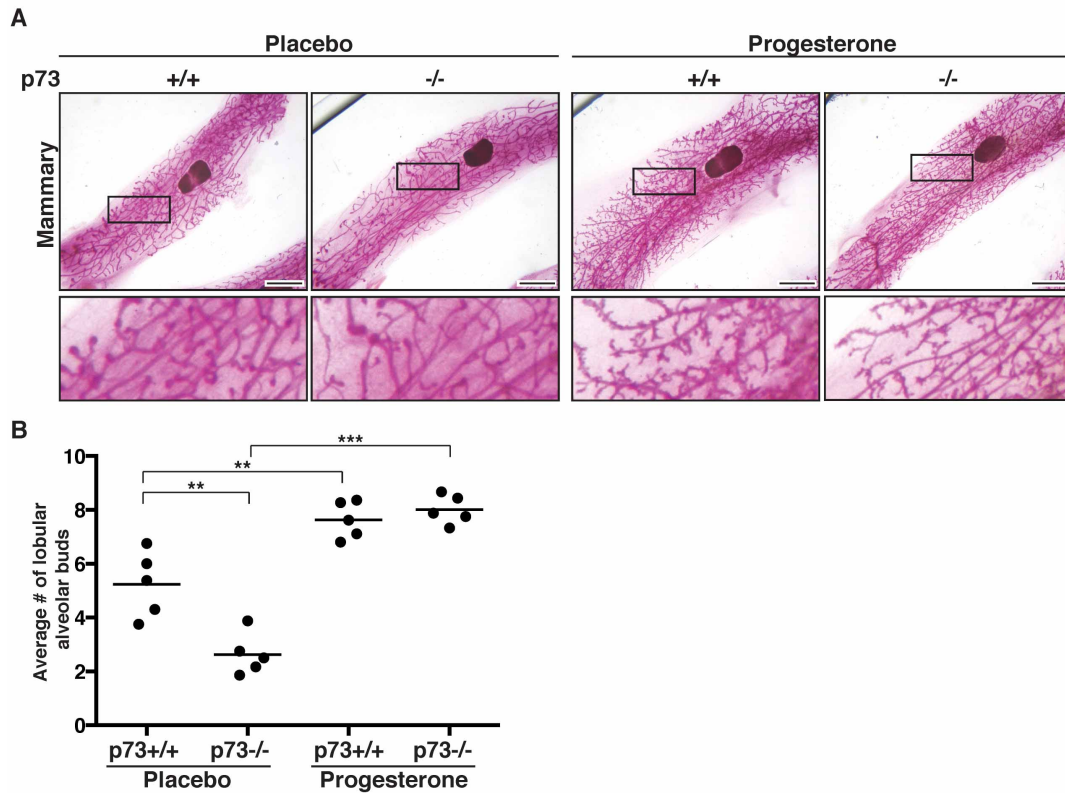 A
Placebo Progesterone
p73 +/+ -/- +/+ -/-
Mammary
B
***
**
**
10
8
6
4
2
0
Average # of lobular
alveolar buds
p73+/+ p73-/- p73+/+ p73-/-
Placebo Progesterone